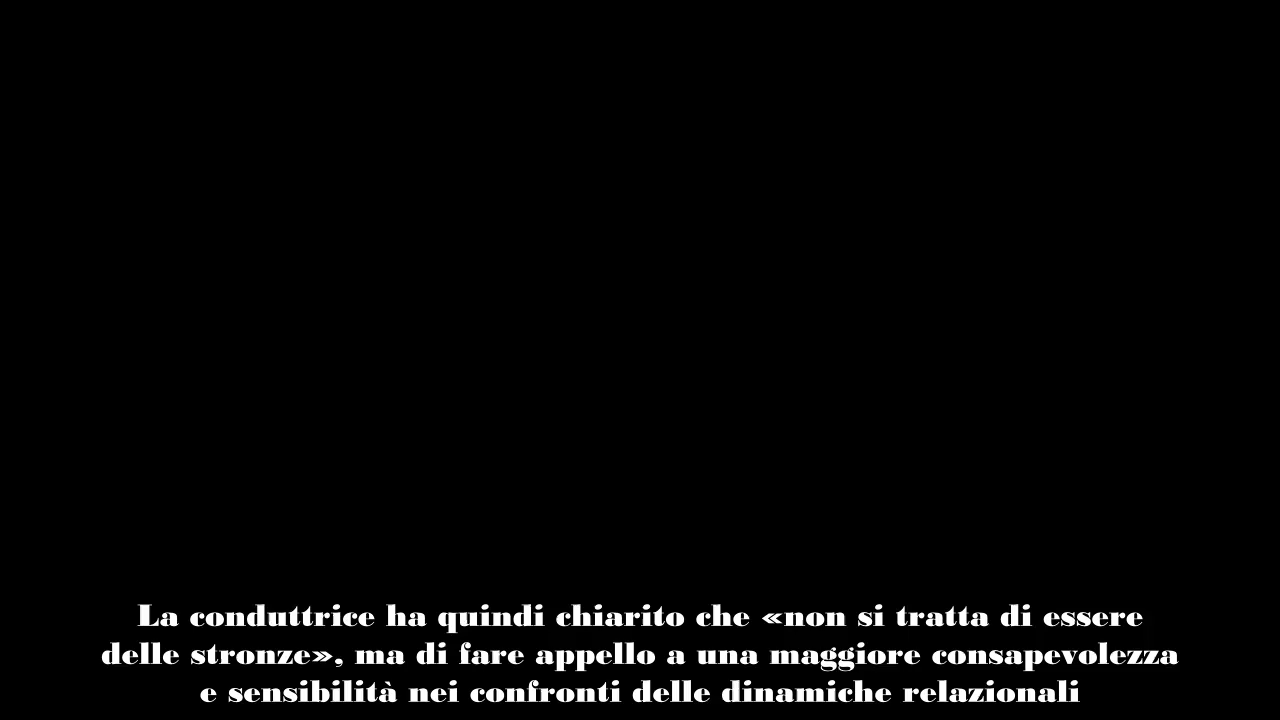 La conduttrice ha quindi chiarito che «non si tratta di essere
delle stronze», ma di fare appello a una maggiore consapevolezza
e sensibilità nei confronti delle dinamiche relazionali